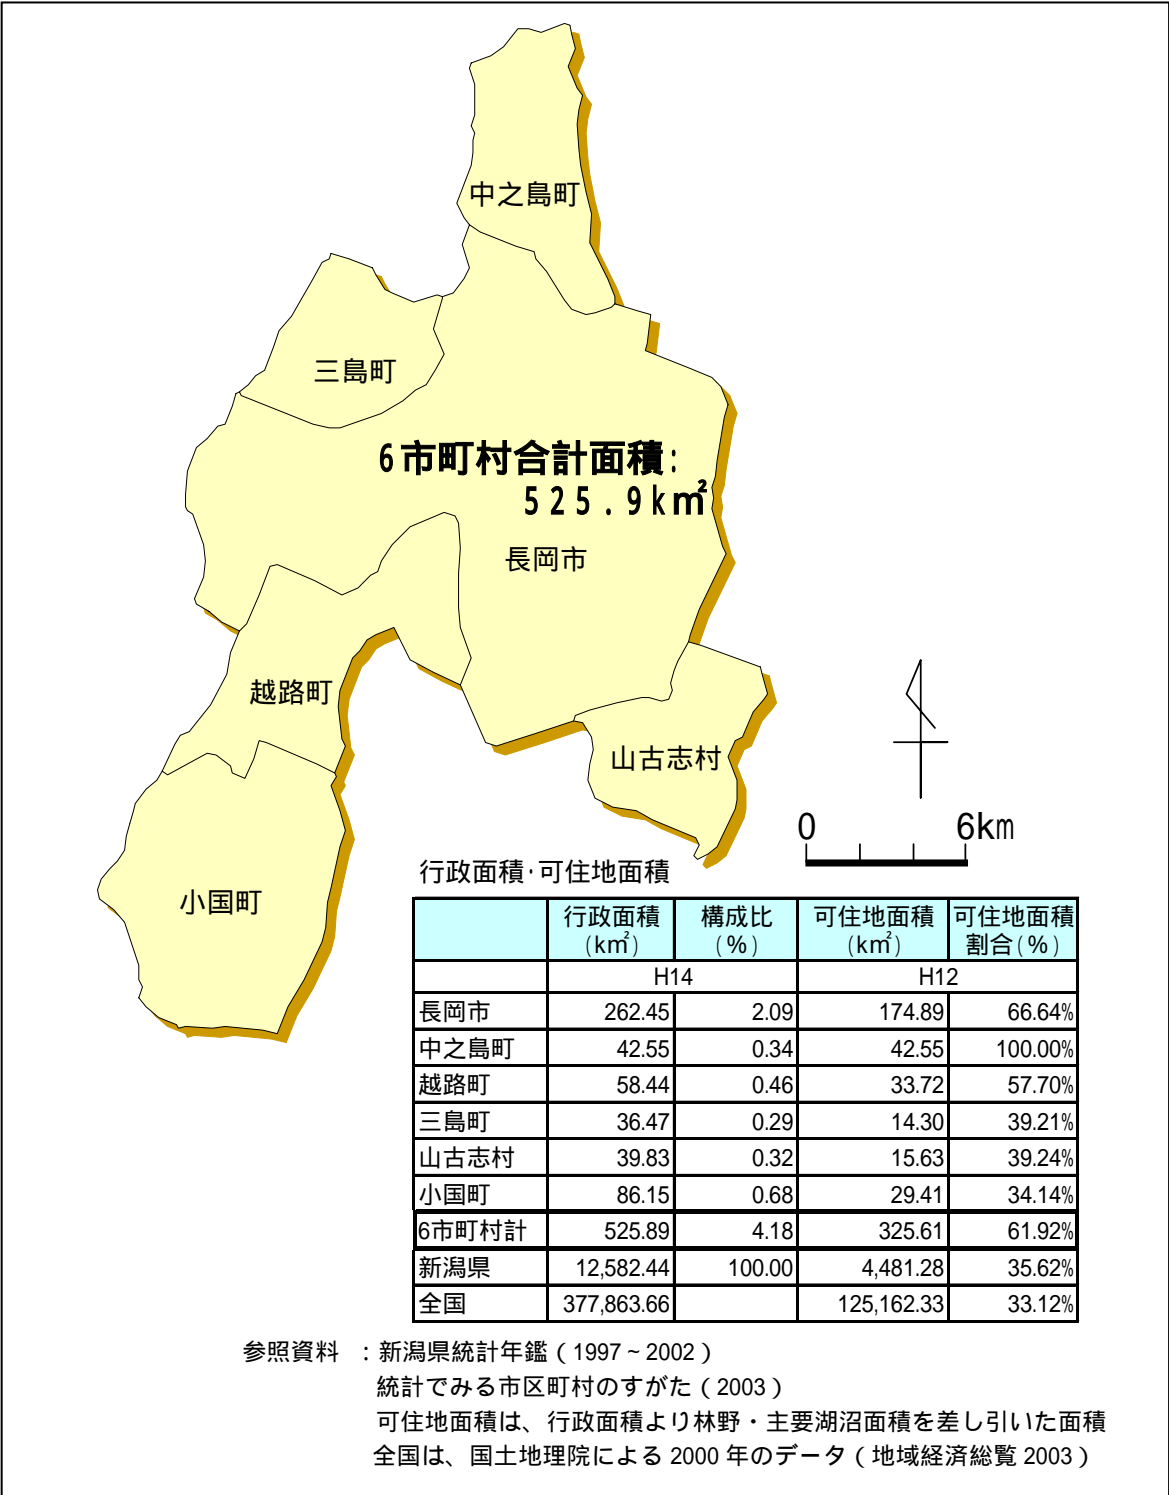 中之島町
三島町
6市町村合計面積:
525.9km²
長岡市
越路町
山古志村
小国町
0 6km
行政面積・可住地面積
行政面積(km²) 構成比(%) 可住地面積(km²) 可住地面積割合(%)
H14 H12
長岡市 262.45 2.09 174.89 66.64%
中之島町 42.55 0.34 42.55 100.00%
越路町 58.44 0.46 33.72 57.70%
三島町 36.47 0.29 14.30 39.21%
山古志村 39.83 0.32 15.63 39.24%
小国町 86.15 0.68 29.41 34.14%
6市町村計 525.89 4.18 325.61 61.92%
新潟県 12,582.44 100.00 4,481.28 35.62%
全国 377,863.66 125,162.33 33.12%
参照資料 :新潟県統計年鑑(1997~2002)
統計でみる市区町村のすがた(2003)
可住地面積は、行政面積より林野・主要湖沼面積を差し引いた面積
全国は、国土地理院による 2000 年のデータ(地域経済総覧 2003)